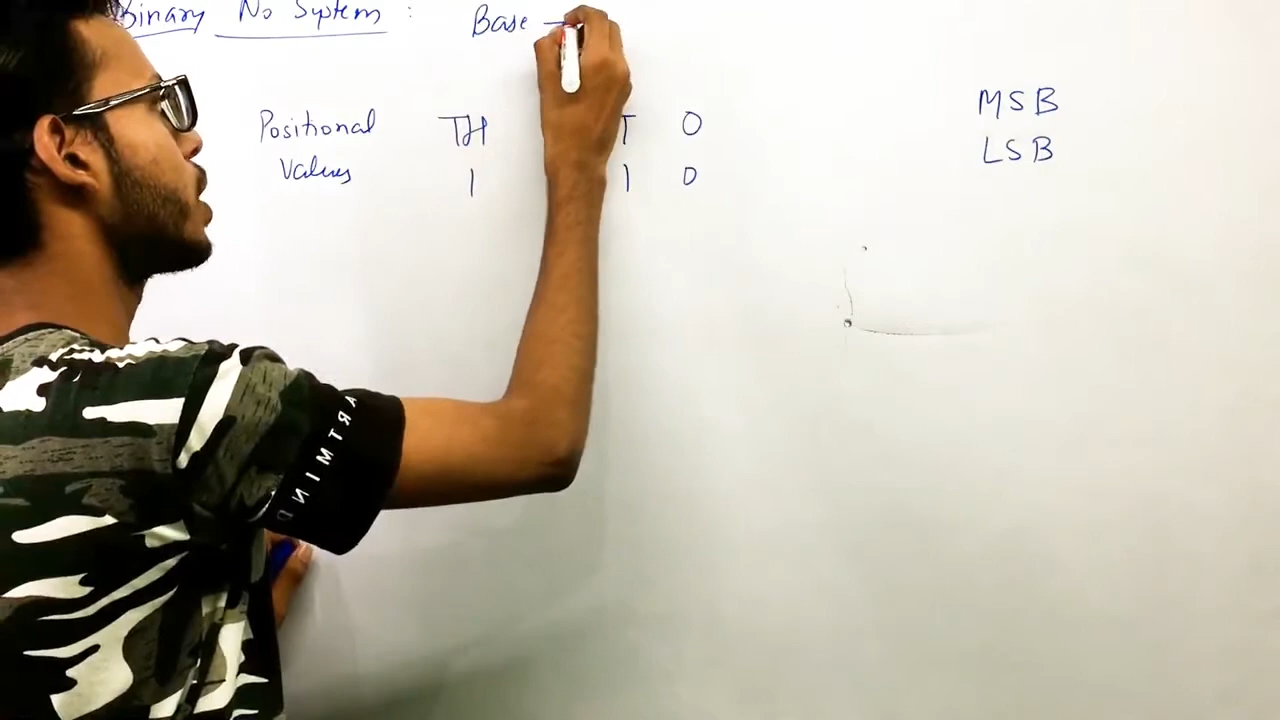 Binary No System : Base
Positional TH T O
Values 1 1 0
MSB
LSB
ARTMIND